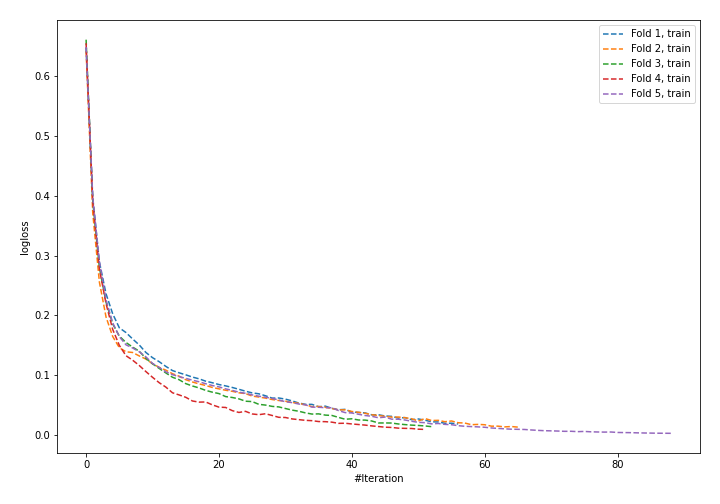 Fold 1, train
Fold 2, train
Fold 3, train
Fold 4, train
Fold 5, train
logloss
0.6
0.5
0.4
0.3
0.2
0.1
0.0
0
20
40
60
80
#Iteration